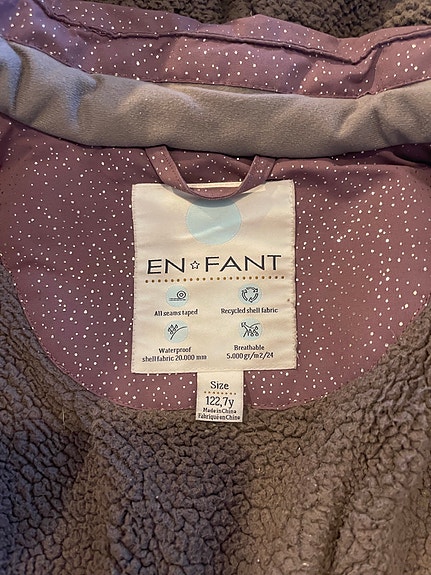 EN☆FANT
All seams taped
Recycled shell fabric
Waterproof
shell fabric 20.000 mm
Breathable
5.000 gr/m2/24
Size
122,7y
Made in China
Fabriqué en Chine